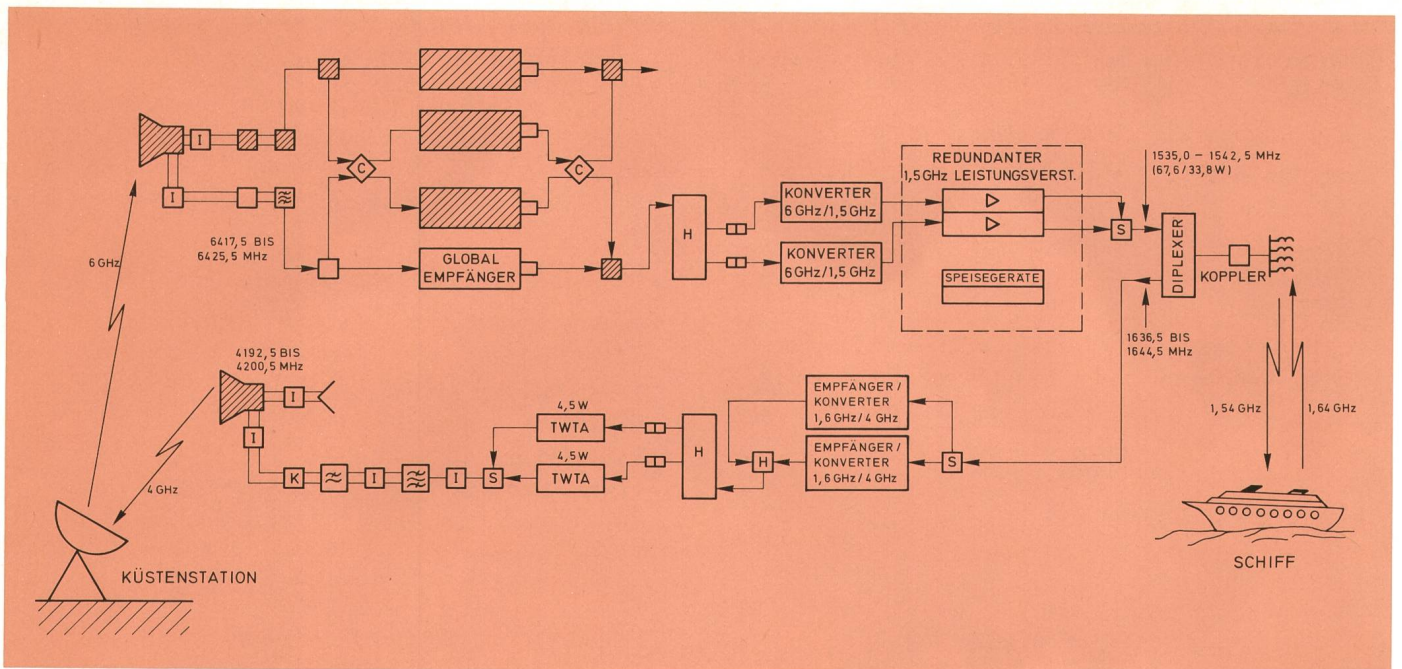 C
C
I
I
6 GHz
6417,5 BIS
6425,5 MHz
GLOBAL
EMPFÄNGER
H
KONVERTER
6 GHz/1,5 GHz
KONVERTER
6 GHz/1,5 GHz
REDUNDANTER
1,5 GHz LEISTUNGSVERST.
SPEISEGERÄTE
S
1535,0 – 1542,5 MHz
(67,6/33,8 W)
DIPLEXER
KOPPLER
1636,5 BIS
1644,5 MHz
1,54 GHz
1,64 GHz
SCHIFF
4192,5 BIS
4200,5 MHz
I
I
4 GHz
K
I
I
S
4,5 W
TWTA
4,5 W
TWTA
H
H
EMPFÄNGER /
KONVERTER
1,6 GHz / 4 GHz
EMPFÄNGER /
KONVERTER
1,6 GHz / 4 GHz
S
KÜSTENSTATION